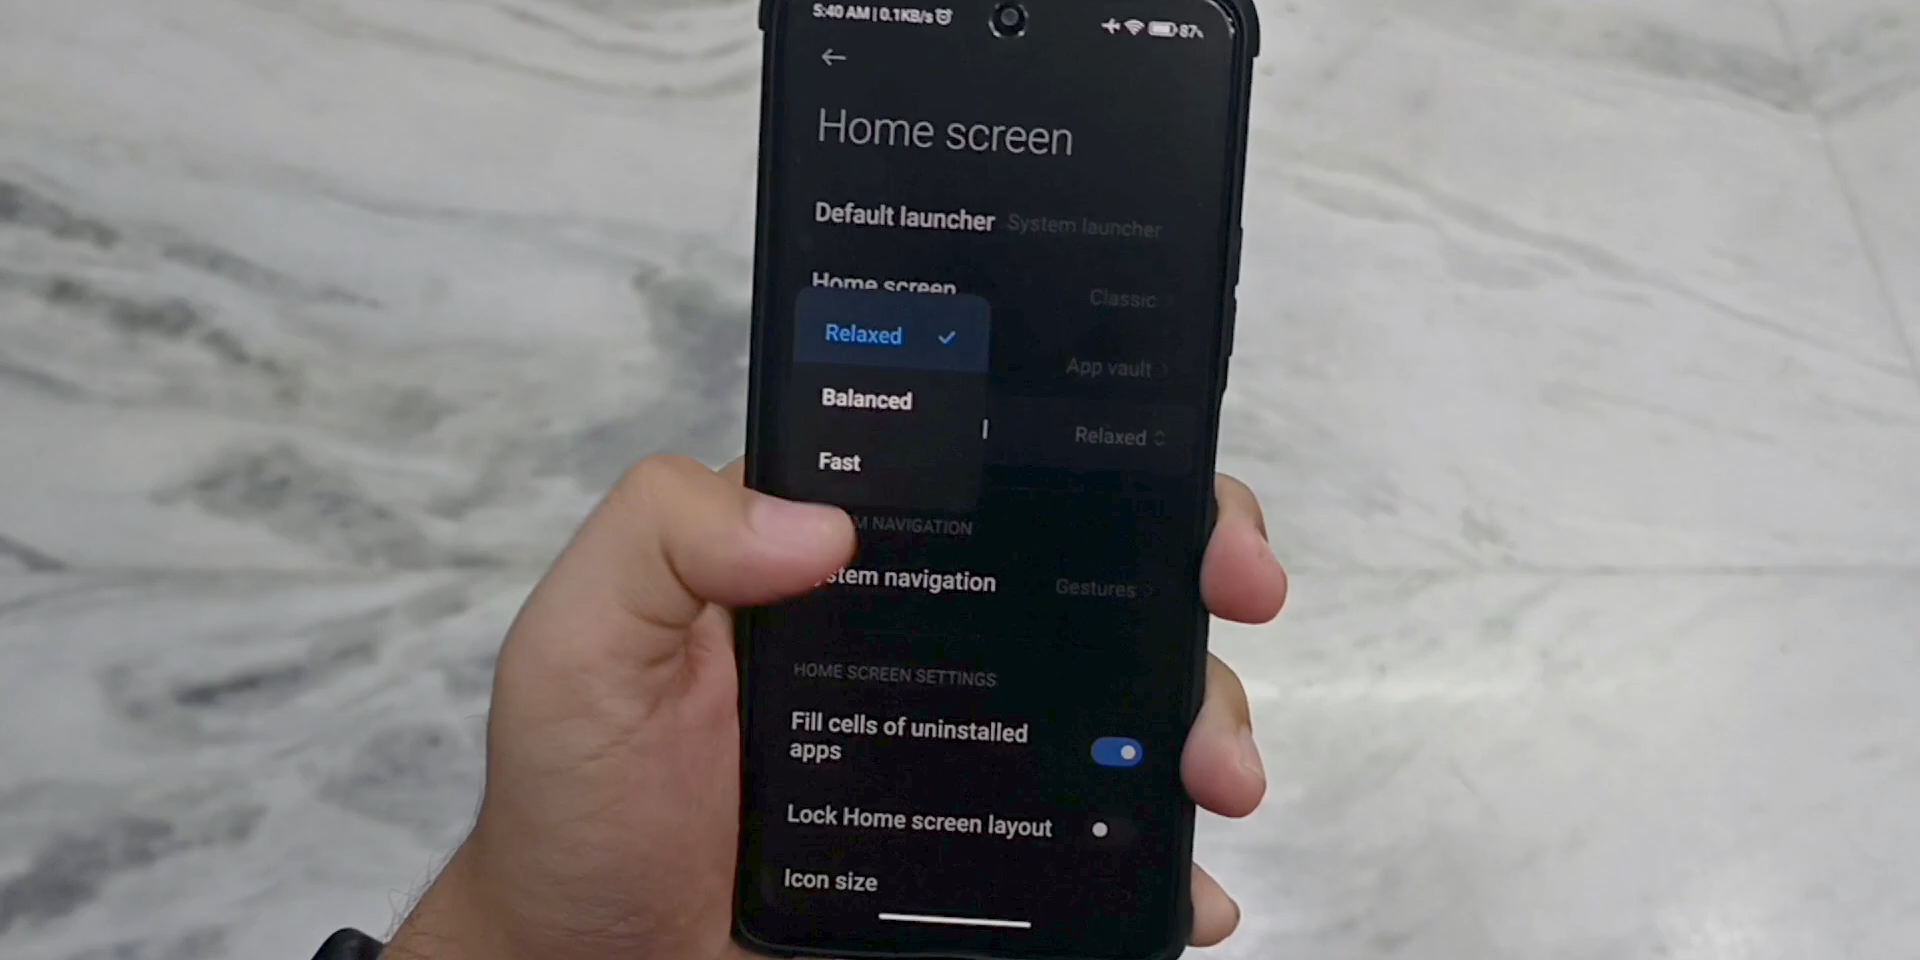 5:40 AM | 0.1KB/s
87%
Home screen
Default launcher System launcher
Home screen Classic
Relaxed
App vault
Balanced
Relaxed
Fast
M NAVIGATION
stem navigation Gestures
HOME SCREEN SETTINGS
Fill cells of uninstalled
apps
Lock Home screen layout
Icon size